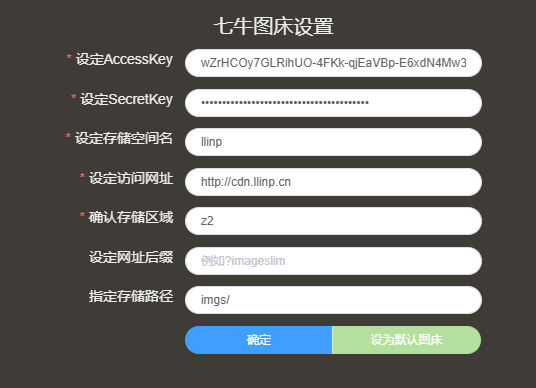 七牛图床设置
* 设定AccessKey wZrHCOy7GLRihUO-4FKk-qjEaVBp-E6xdN4Mw3
* 设定SecretKey ••••••••••••••••••••••••••••••••••••••••
* 设定存储空间名 llinp
* 设定访问网址 http://cdn.llinp.cn
* 确认存储区域 z2
设定网址后缀 例如?imageslim
指定存储路径 imgs/
确定 设为默认图床